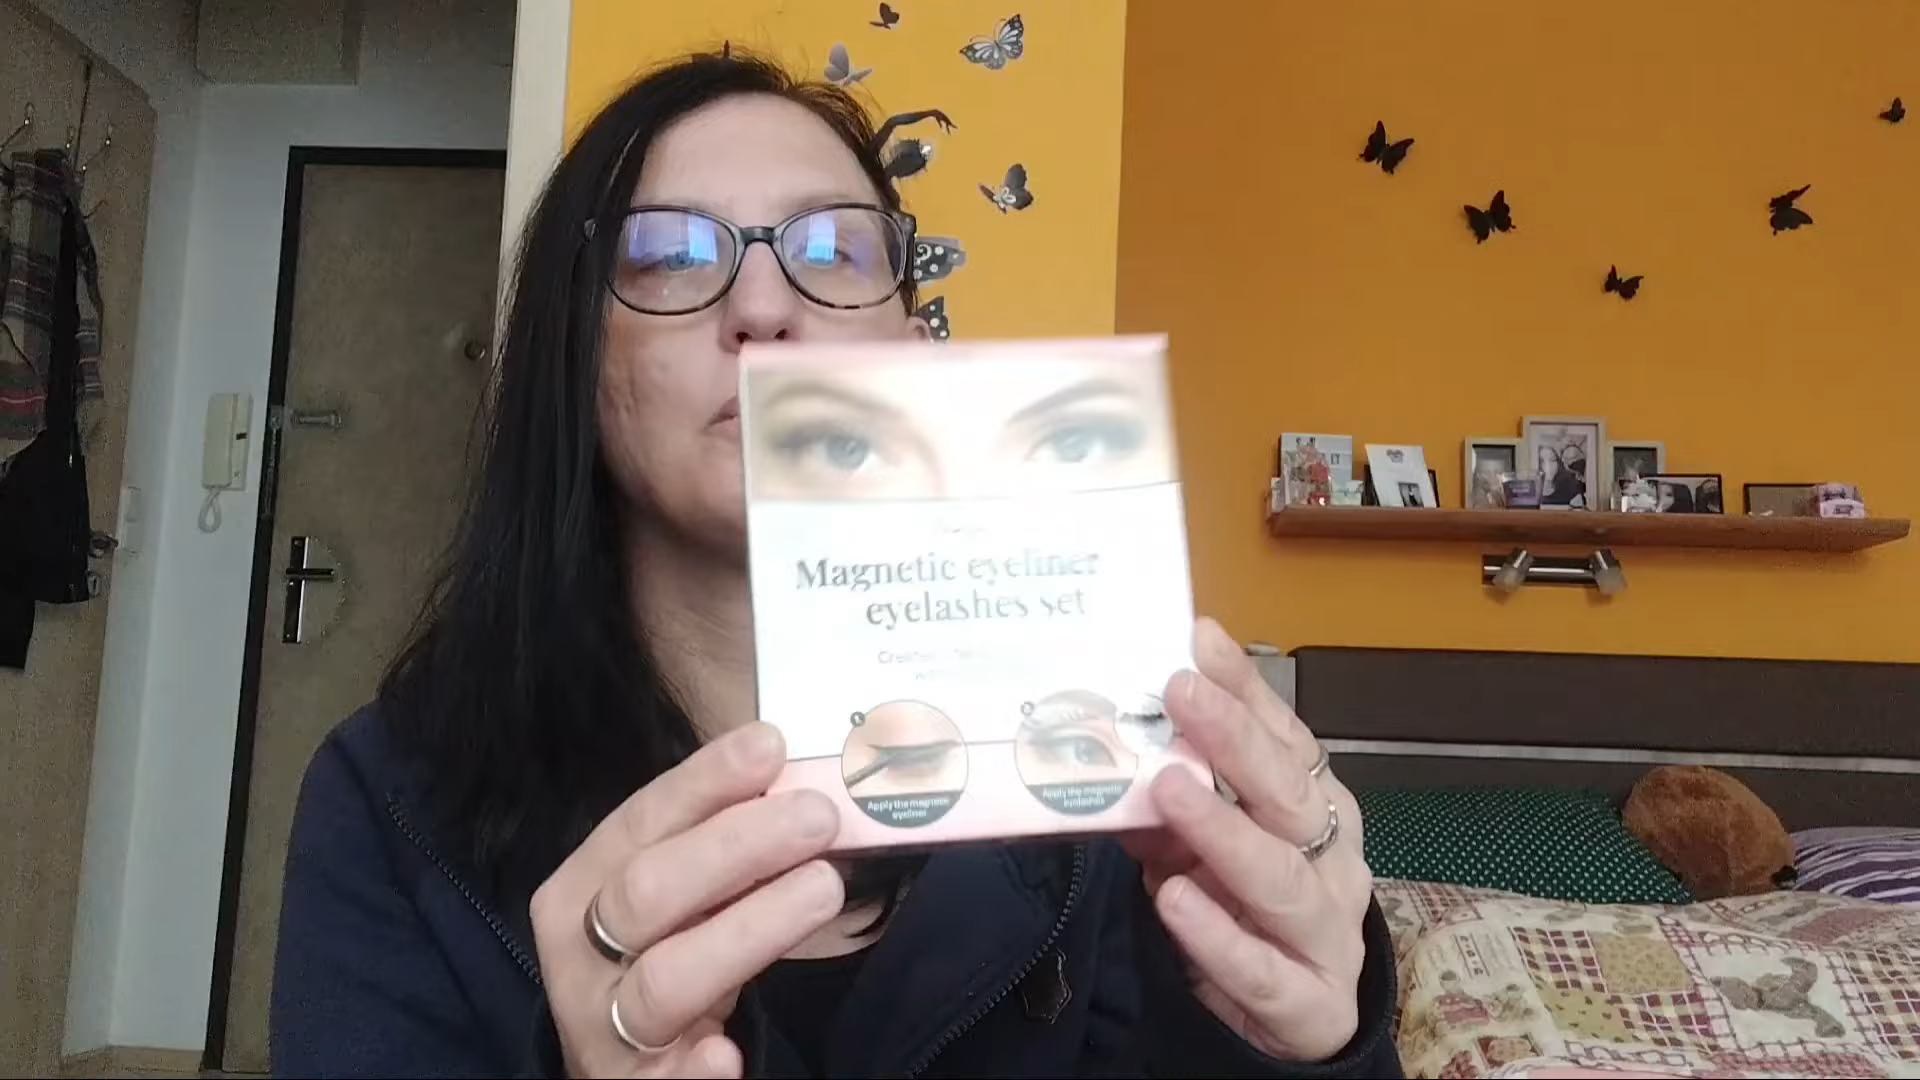 Magnetic eyeliner
eyelashes set
Apply the magnetic
eyeliner
Apply the magnetic
eyelashes